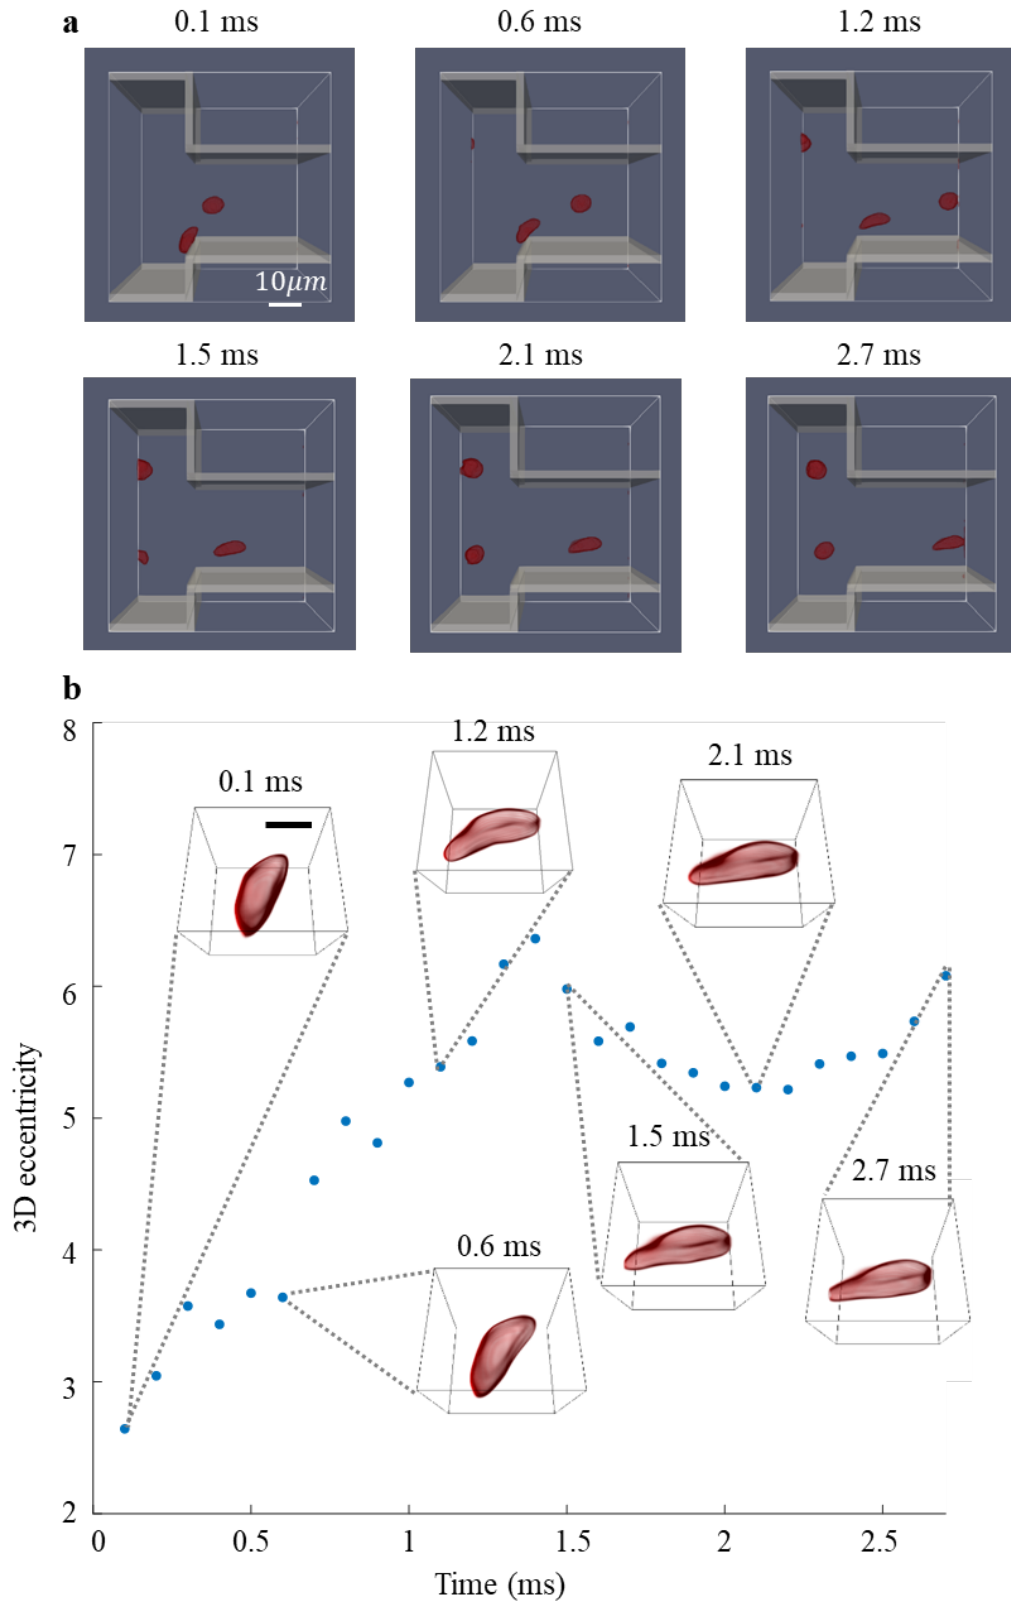 a
0.1 ms
0.6 ms
1.2 ms
10μm
1.5 ms
2.1 ms
2.7 ms
b
8
7
6
5
4
3
2
3D eccentricity
0.1 ms
1.2 ms
2.1 ms
1.5 ms
2.7 ms
0.6 ms
0 0.5 1 1.5 2 2.5
Time (ms)